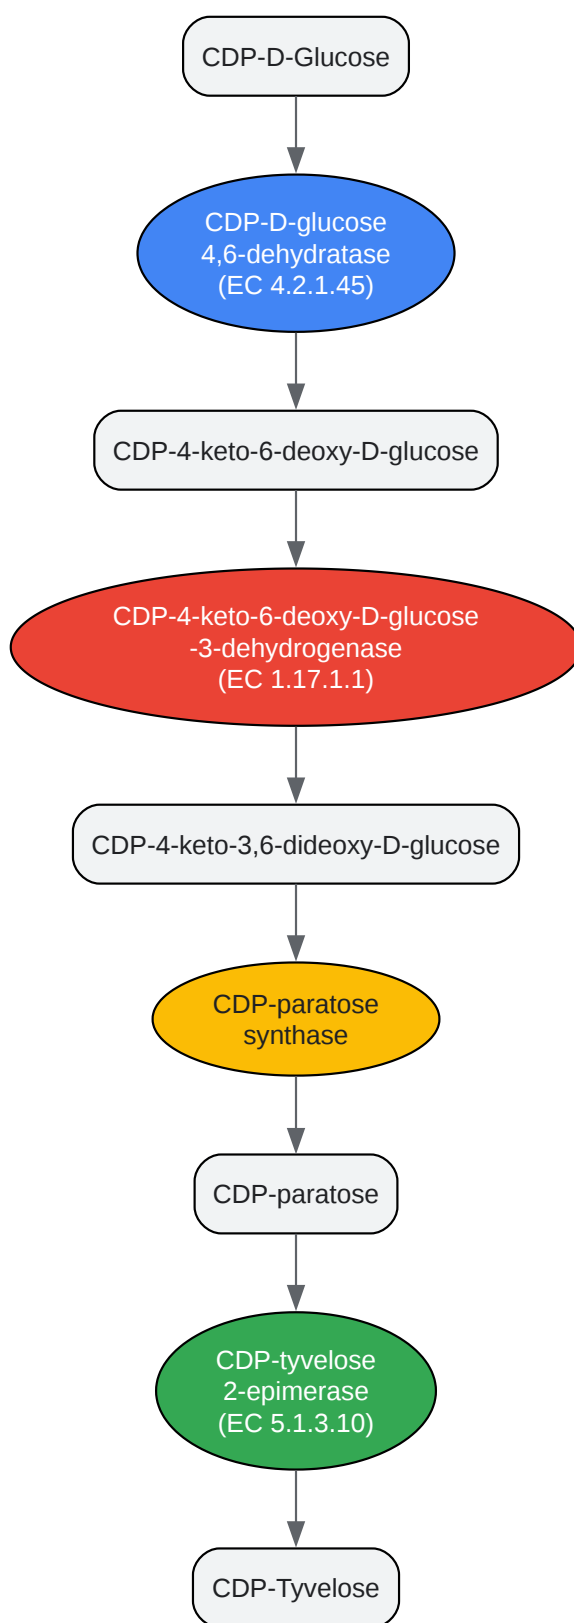 CDP-D-Glucose
CDP-D-glucose
4,6-dehydratase
(EC 4.2.1.45)
CDP-4-keto-6-deoxy-D-glucose
CDP-4-keto-6-deoxy-D-glucose
-3-dehydrogenase
(EC 1.17.1.1)
CDP-4-keto-3,6-dideoxy-D-glucose
CDP-paratose
synthase
CDP-paratose
CDP-tyvelose
2-epimerase
(EC 5.1.3.10)
CDP-Tyvelose